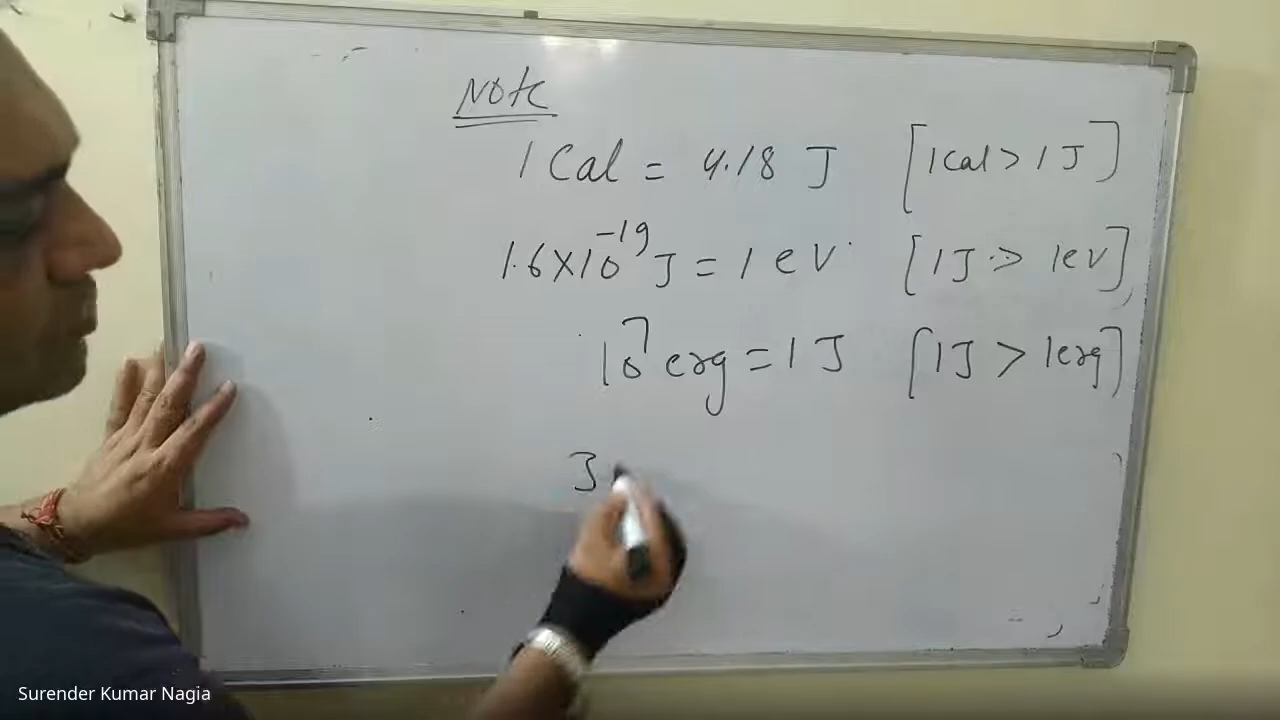 Note
1 Cal = 4.18 J [1 Cal > 1 J]
1.6×10⁻¹⁹ J = 1 eV [1 J > 1 eV]
10⁷ erg = 1 J [1 J > 1 erg]
3
Surender Kumar Nagia